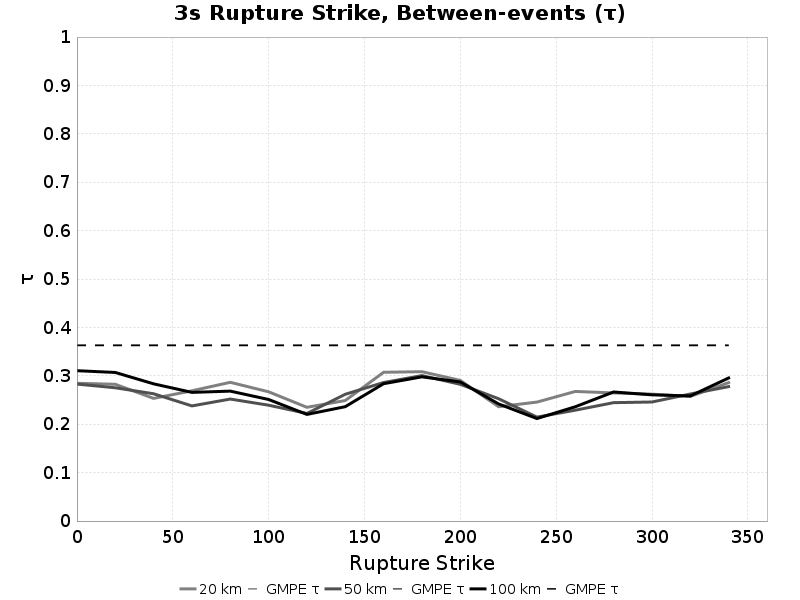 3s Rupture Strike, Between-events (τ)
1
0.9
0.8
0.7
0.6
0.5
0.4
0.3
0.2
0.1
0
τ
0 50 100 150 200 250 300 350
Rupture Strike
20 km GMPE τ 50 km GMPE τ 100 km GMPE τ